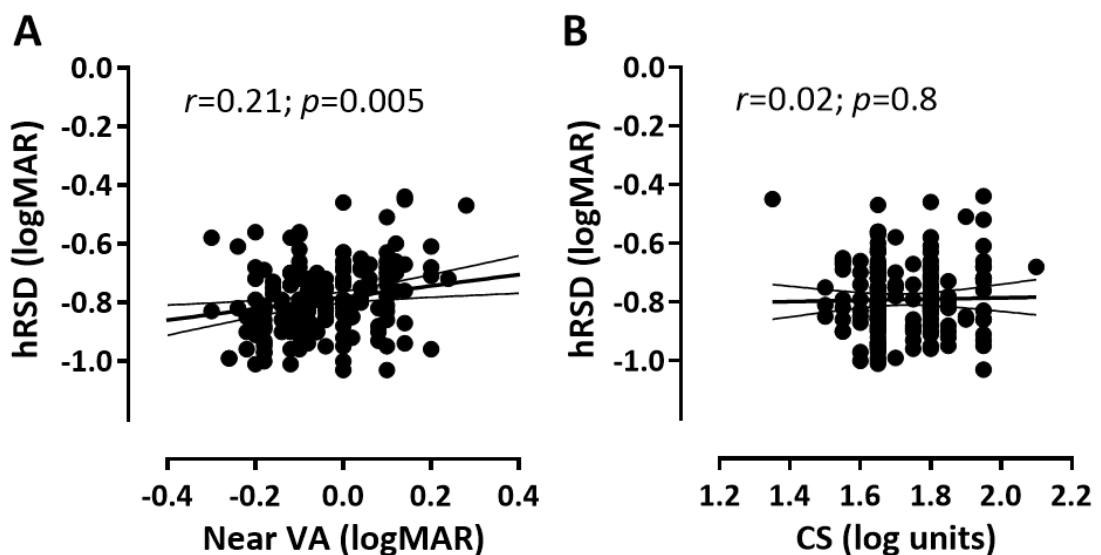 A
hRSD (logMAR)
0.0
-0.2
-0.4
-0.6
-0.8
-1.0
r=0.21; p=0.005
-0.4 -0.2 0.0 0.2 0.4
Near VA (logMAR)
B
hRSD (logMAR)
0.0
-0.2
-0.4
-0.6
-0.8
-1.0
r=0.02; p=0.8
1.2 1.4 1.6 1.8 2.0 2.2
CS (log units)